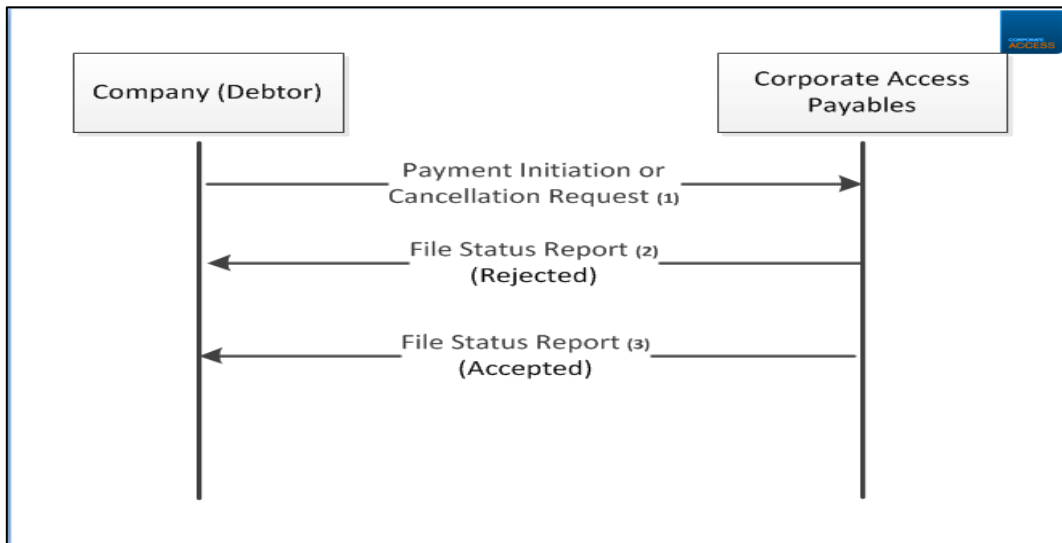 CORPORATE
ACCESS
Company (Debtor)
Corporate Access
Payables
Payment Initiation or
Cancellation Request (1)
File Status Report (2)
(Rejected)
File Status Report (3)
(Accepted)